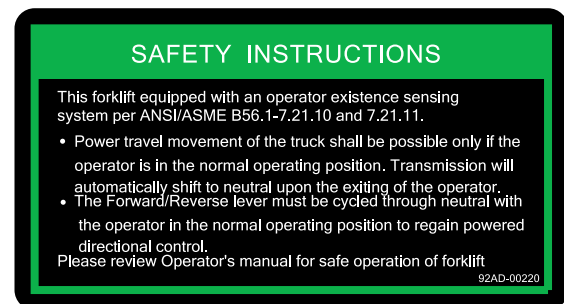 SAFETY INSTRUCTIONS
This forklift equipped with an operator existence sensing
system per ANSI/ASME B56.1-7.21.10 and 7.21.11.
• Power travel movement of the truck shall be possible only if the
operator is in the normal operating position. Transmission will
automatically shift to neutral upon the exiting of the operator.
• The Forward/Reverse lever must be cycled through neutral with
the operator in the normal operating position to regain powered
directional control.
Please review Operator's manual for safe operation of forklift
92AD-00220